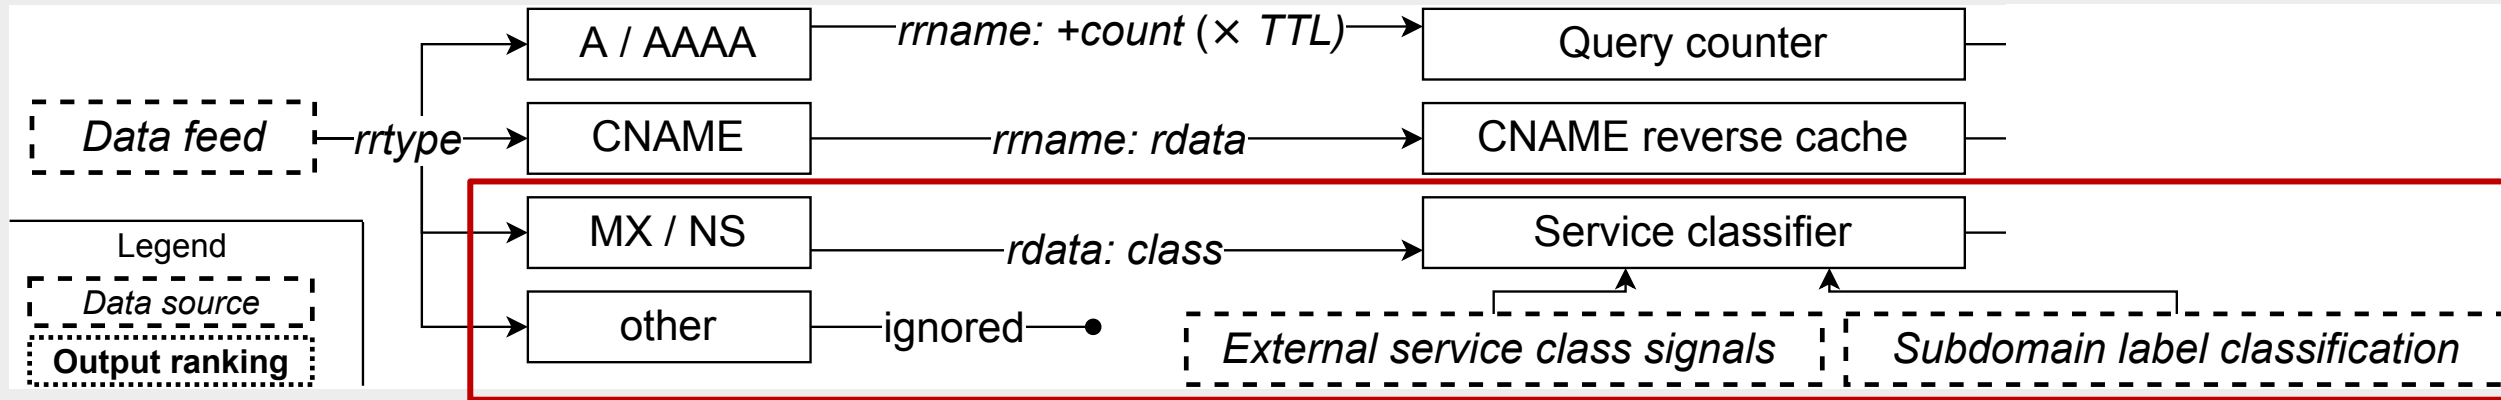 A / AAAA
rrname: +count (× TTL)
Query counter
Data feed
rrtype
CNAME
rrname: rdata
CNAME reverse cache
MX / NS
rdata: class
Service classifier
Legend
Data source
Output ranking
other
ignored
External service class signals
Subdomain label classification